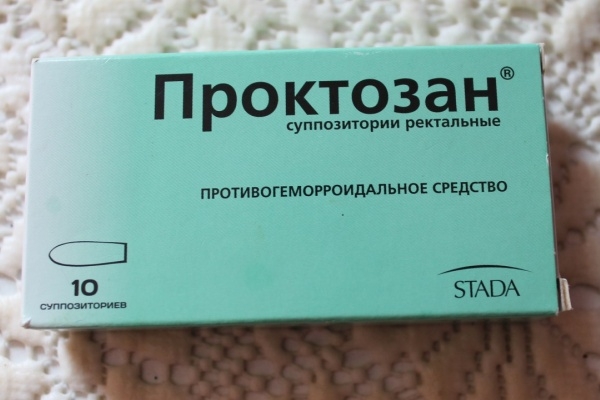 Проктозан®
суппозитории ректальные
ПРОТИВОГЕМОРРОИДАЛЬНОЕ СРЕДСТВО
10
СУППОЗИТОРИЕВ
STADA